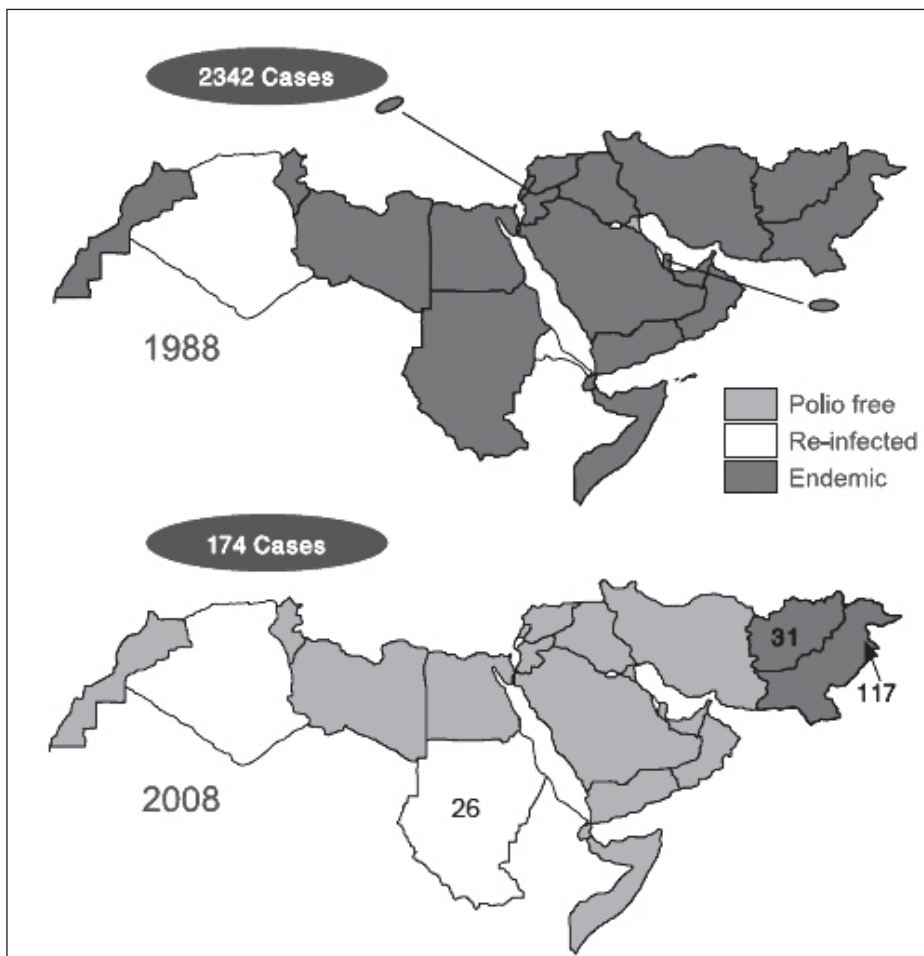 2342 Cases
1988
Polio free
Re-infected
Endemic
174 Cases
31
117
2008
26